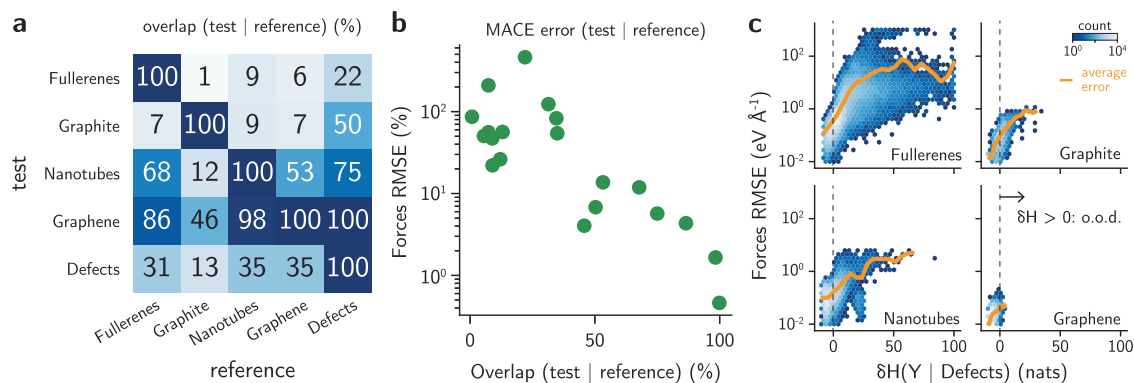 a
overlap (test | reference) (%)
Fullerenes 100 1 9 6 22
Graphite 7 100 9 7 50
Nanotubes 68 12 100 53 75
Graphene 86 46 98 100 100
Defects 31 13 35 35 100
test
Fullerenes Graphite Nanotubes Graphene Defects
reference
b
MACE error (test | reference)
Forces RMSE (%)
10² 10¹ 10⁰
0 50 100
Overlap (test | reference) (%)
c
count
10⁰ 10⁴
average
error
Forces RMSE (eV Å⁻¹)
10² 10⁰ 10⁻²
Fullerenes
Graphite
10² 10⁰ 10⁻²
δH > 0: o.o.d.
Nanotubes
Graphene
0 50 100 0 50 100
δH(Y | Defects) (nats)